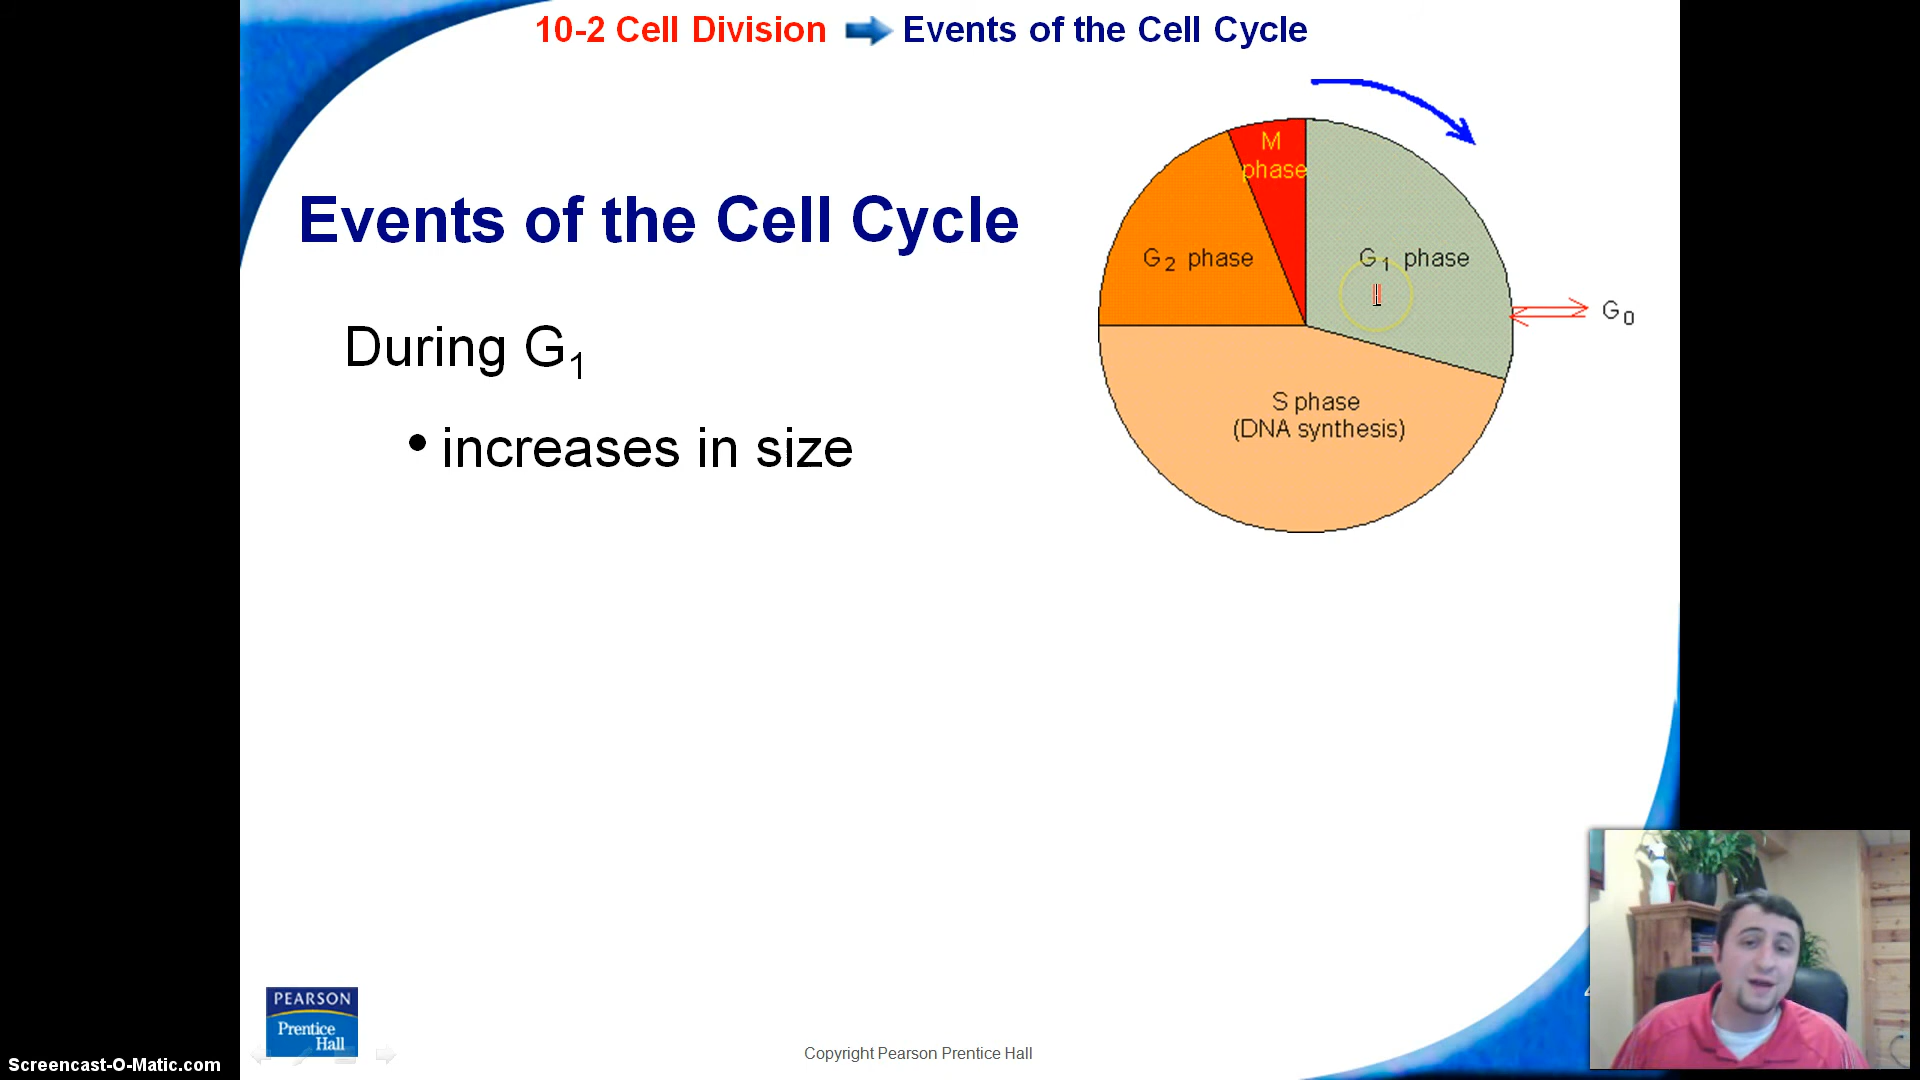 10-2 Cell Division Events of the Cell Cycle
Events of the Cell Cycle
During G₁
• increases in size
M
phase
G₂ phase
G₁ phase
G₀
S phase
(DNA synthesis)
PEARSON
Prentice
Hall
Copyright Pearson Prentice Hall
Screencast-O-Matic.com